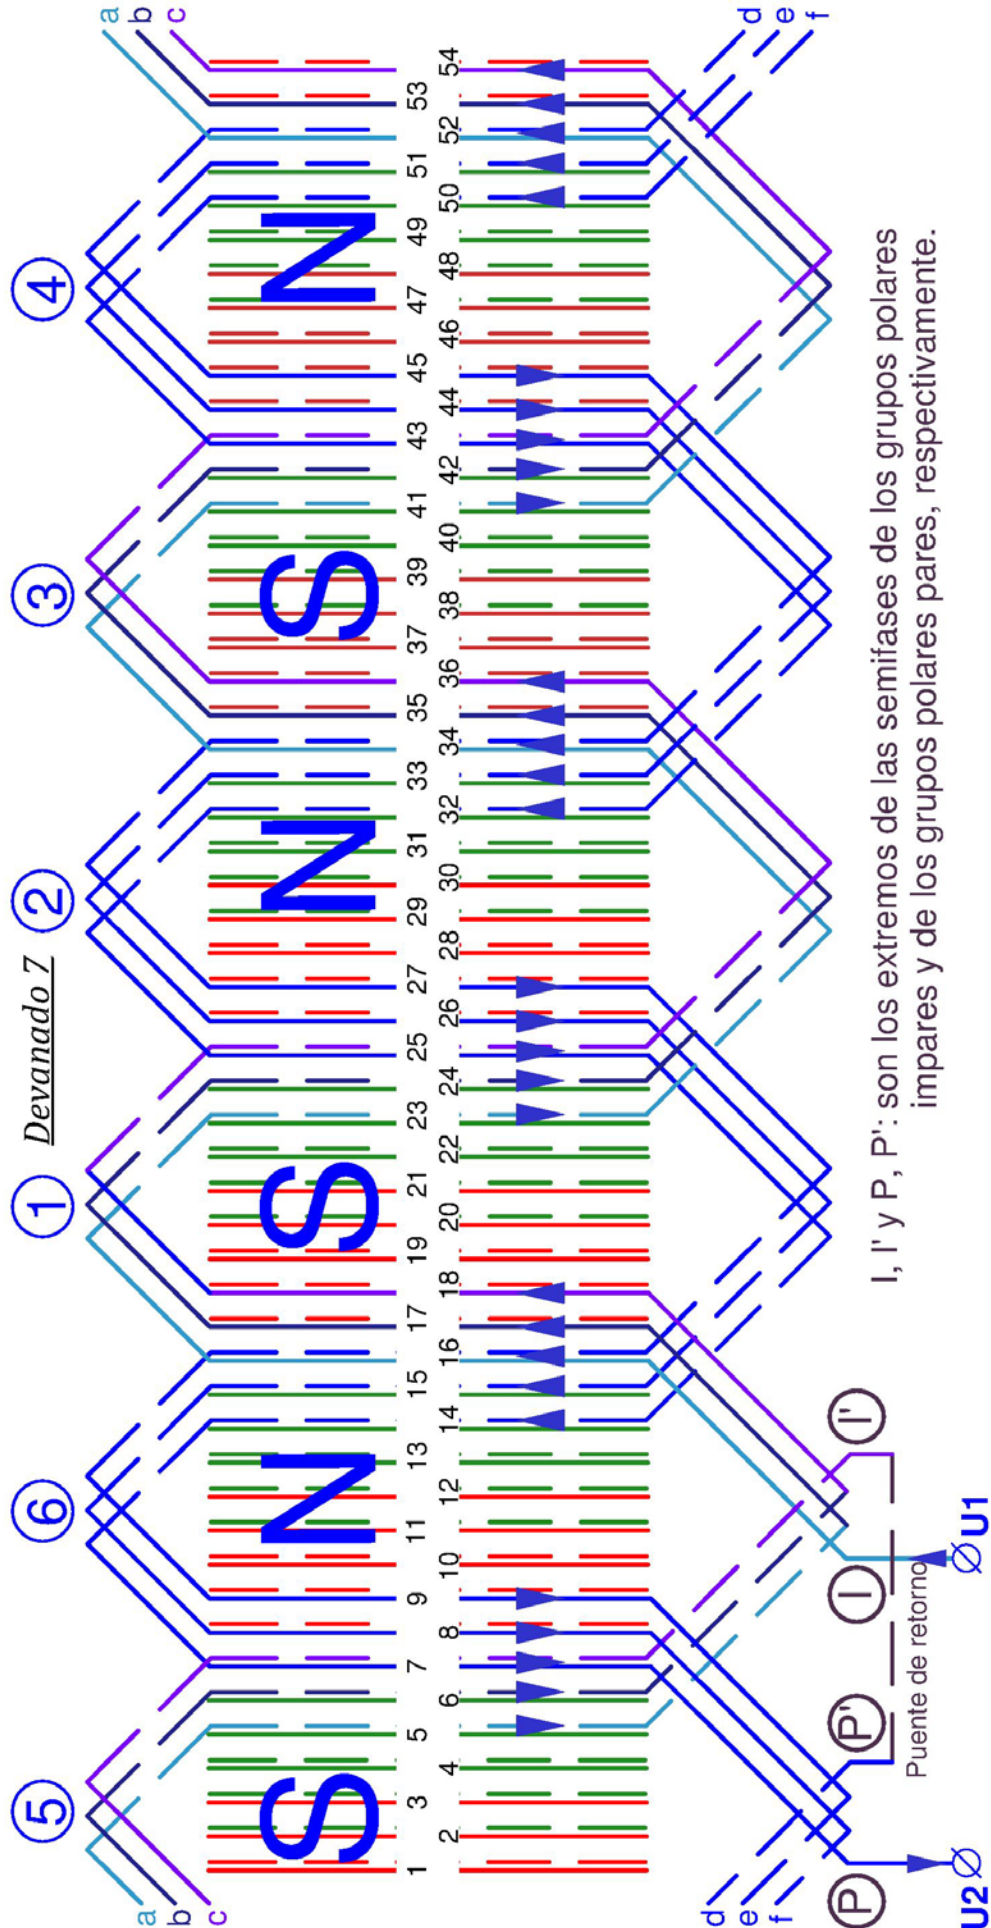 Devanado 7
5 6 1 2 3 4
a
b
c
a
b
c
S N S N S N
1 2 3 4 5 6 7 8 9 10 11 12 13 14 15 16 17 18 19 20 21 22 23 24 25 26 27 28 29 30 31 32 33 34 35 36 37 38 39 40 41 42 43 44 45 46 47 48 49 50 51 52 53 54
d
e
f
d
e
f
P P' I I'
Puente de retorno
U2 U1
I, I' y P, P': son los extremos de las semifases de los grupos polares
impares y de los grupos polares pares, respectivamente.